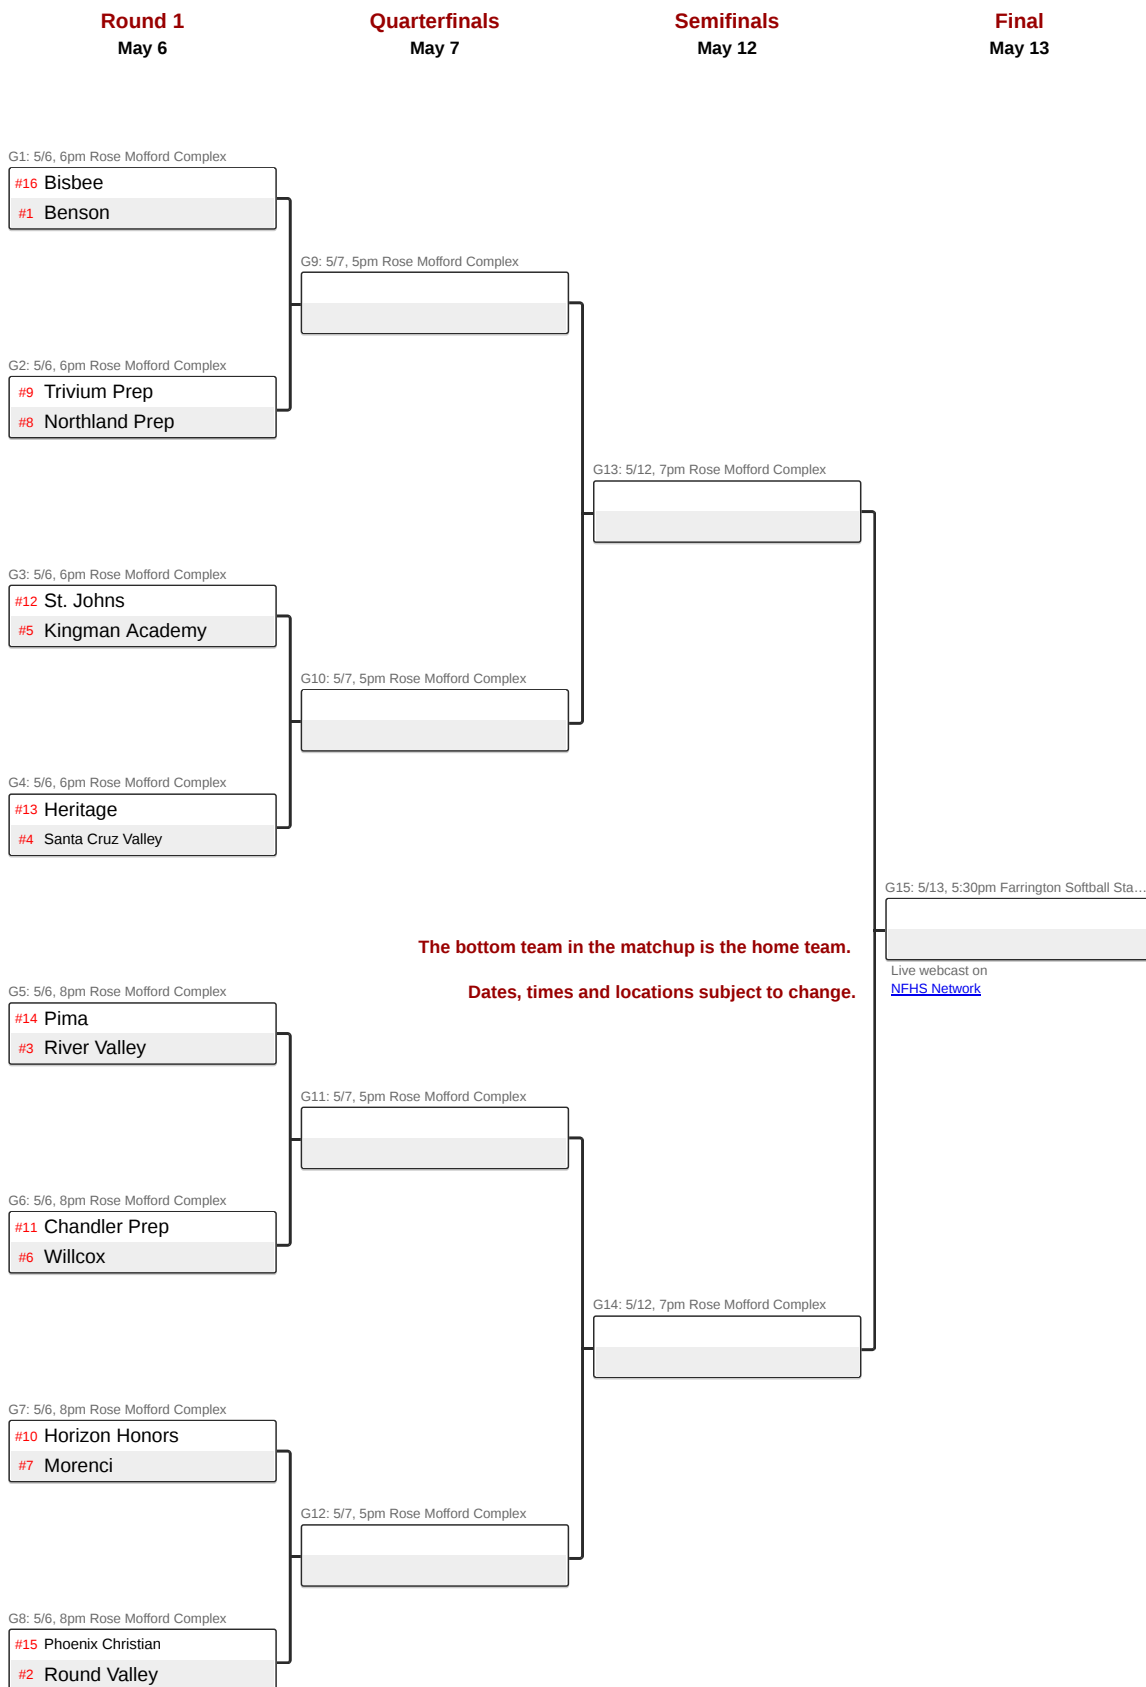 Round 1
May 6
Quarterfinals
May 7
Semifinals
May 12
Final
May 13
G1: 5/6, 6pm Rose Mofford Complex
#16 Bisbee
#1 Benson
G9: 5/7, 5pm Rose Mofford Complex
G2: 5/6, 6pm Rose Mofford Complex
#9 Trivium Prep
#8 Northland Prep
G13: 5/12, 7pm Rose Mofford Complex
G3: 5/6, 6pm Rose Mofford Complex
#12 St. Johns
#5 Kingman Academy
G10: 5/7, 5pm Rose Mofford Complex
G4: 5/6, 6pm Rose Mofford Complex
#13 Heritage
#4 Santa Cruz Valley
G15: 5/13, 5:30pm Farrington Softball Sta...
The bottom team in the matchup is the home team.
Live webcast on
NFHS Network
Dates, times and locations subject to change.
G5: 5/6, 8pm Rose Mofford Complex
#14 Pima
#3 River Valley
G11: 5/7, 5pm Rose Mofford Complex
G6: 5/6, 8pm Rose Mofford Complex
#11 Chandler Prep
#6 Willcox
G14: 5/12, 7pm Rose Mofford Complex
G7: 5/6, 8pm Rose Mofford Complex
#10 Horizon Honors
#7 Morenci
G12: 5/7, 5pm Rose Mofford Complex
G8: 5/6, 8pm Rose Mofford Complex
#15 Phoenix Christian
#2 Round Valley